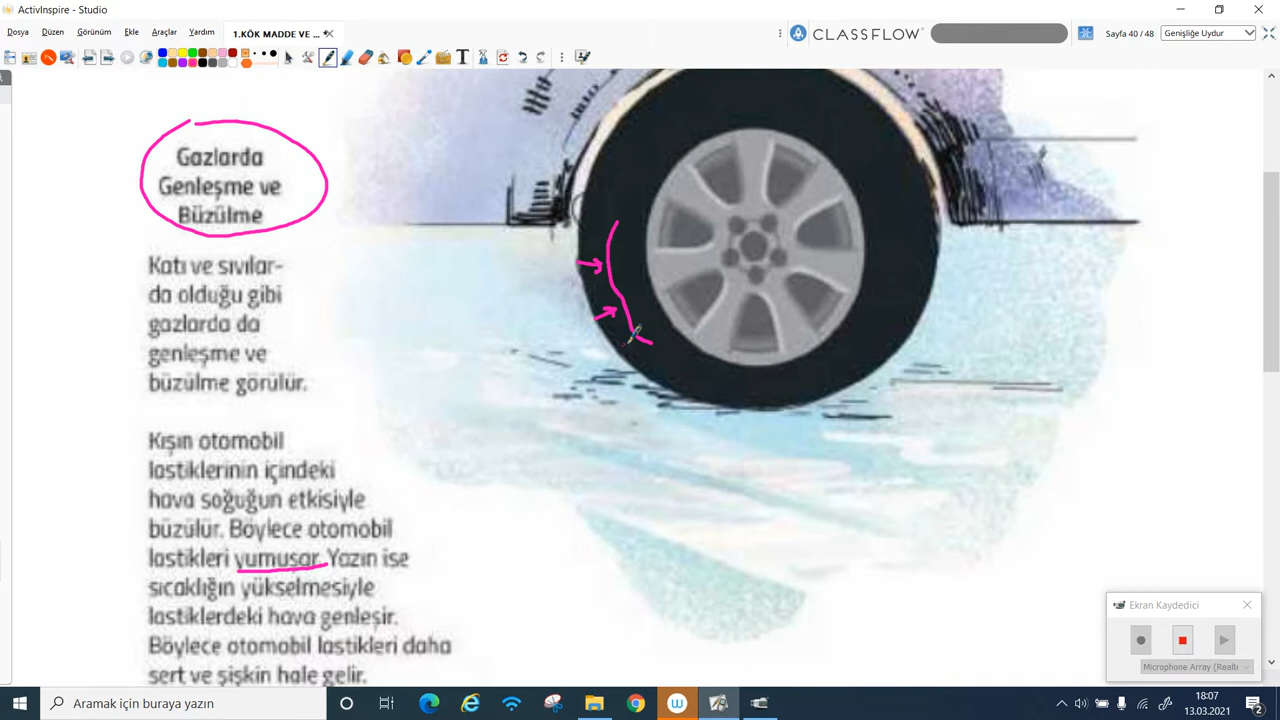 ActivInspire - Studio
Dosya Düzen Görünüm Ekle Araçlar Yardım
1.KÖK MADDE VE ...
CLASSFLOW
Sayfa 40 / 48
Genişliğe Uydur
Gazlarda
Genleşme ve
Büzülme
Katı ve sıvılar-
da olduğu gibi
gazlarda da
genleşme ve
büzülme görülür.
Kışın otomobil
lastiklerinin içindeki
hava soğuğun etkisiyle
büzülür. Böylece otomobil
lastikleri yumuşar. Yazın ise
sıcaklığın yükselmesiyle
lastiklerdeki hava genleşir.
Böylece otomobil lastikleri daha
sert ve şişkin hale gelir.
Ekran Kaydedici
Microphone Array (Realt
Aramak için buraya yazın
18:07
13.03.2021
2